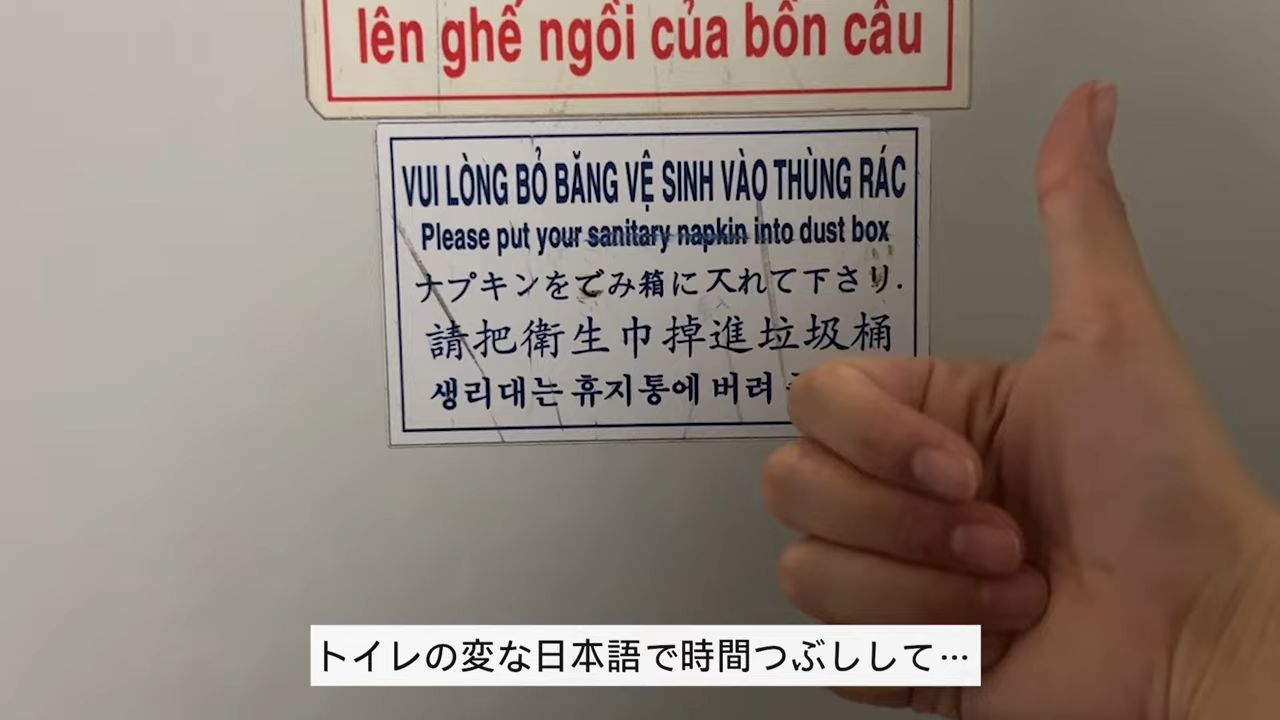 lên ghế ngồi của bồn cầu
VUI LÒNG BỎ BĂNG VỆ SINH VÀO THÙNG RÁC
Please put your sanitary napkin into dust box
ナプキンをでみ箱に入れて下さり.
請把衛生巾掉進垃圾桶
생리대는 휴지통에 버려
トイレの変な日本語で時間つぶしして…